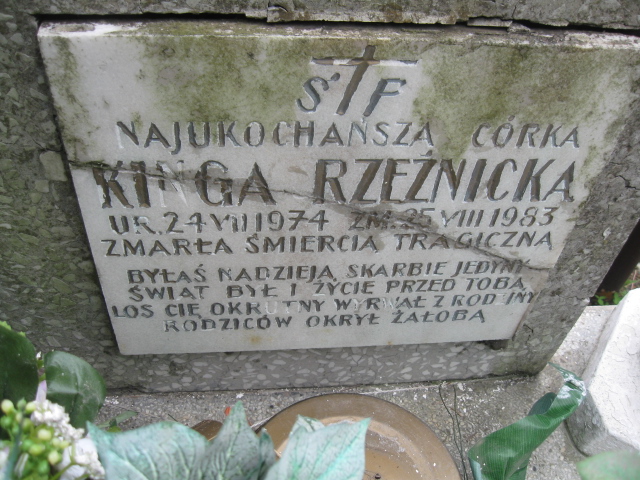 Ś F
NAJUKOCHAŃSZA CÓRKA
KINGA RZEŹNICKA
UR. 24 VIII 1974 ZM. 25 VIII 1983
ZMARŁA ŚMIERCIĄ TRAGICZNĄ
BYŁAŚ NADZIEJĄ SKARBIE JEDYNY
ŚWIAT BYŁ I ŻYCIE PRZED TOBĄ
LOS CIĘ OKRUTNY WYRWAŁ Z RODZINY
RODZICÓW OKRYŁ ŻAŁOBĄ